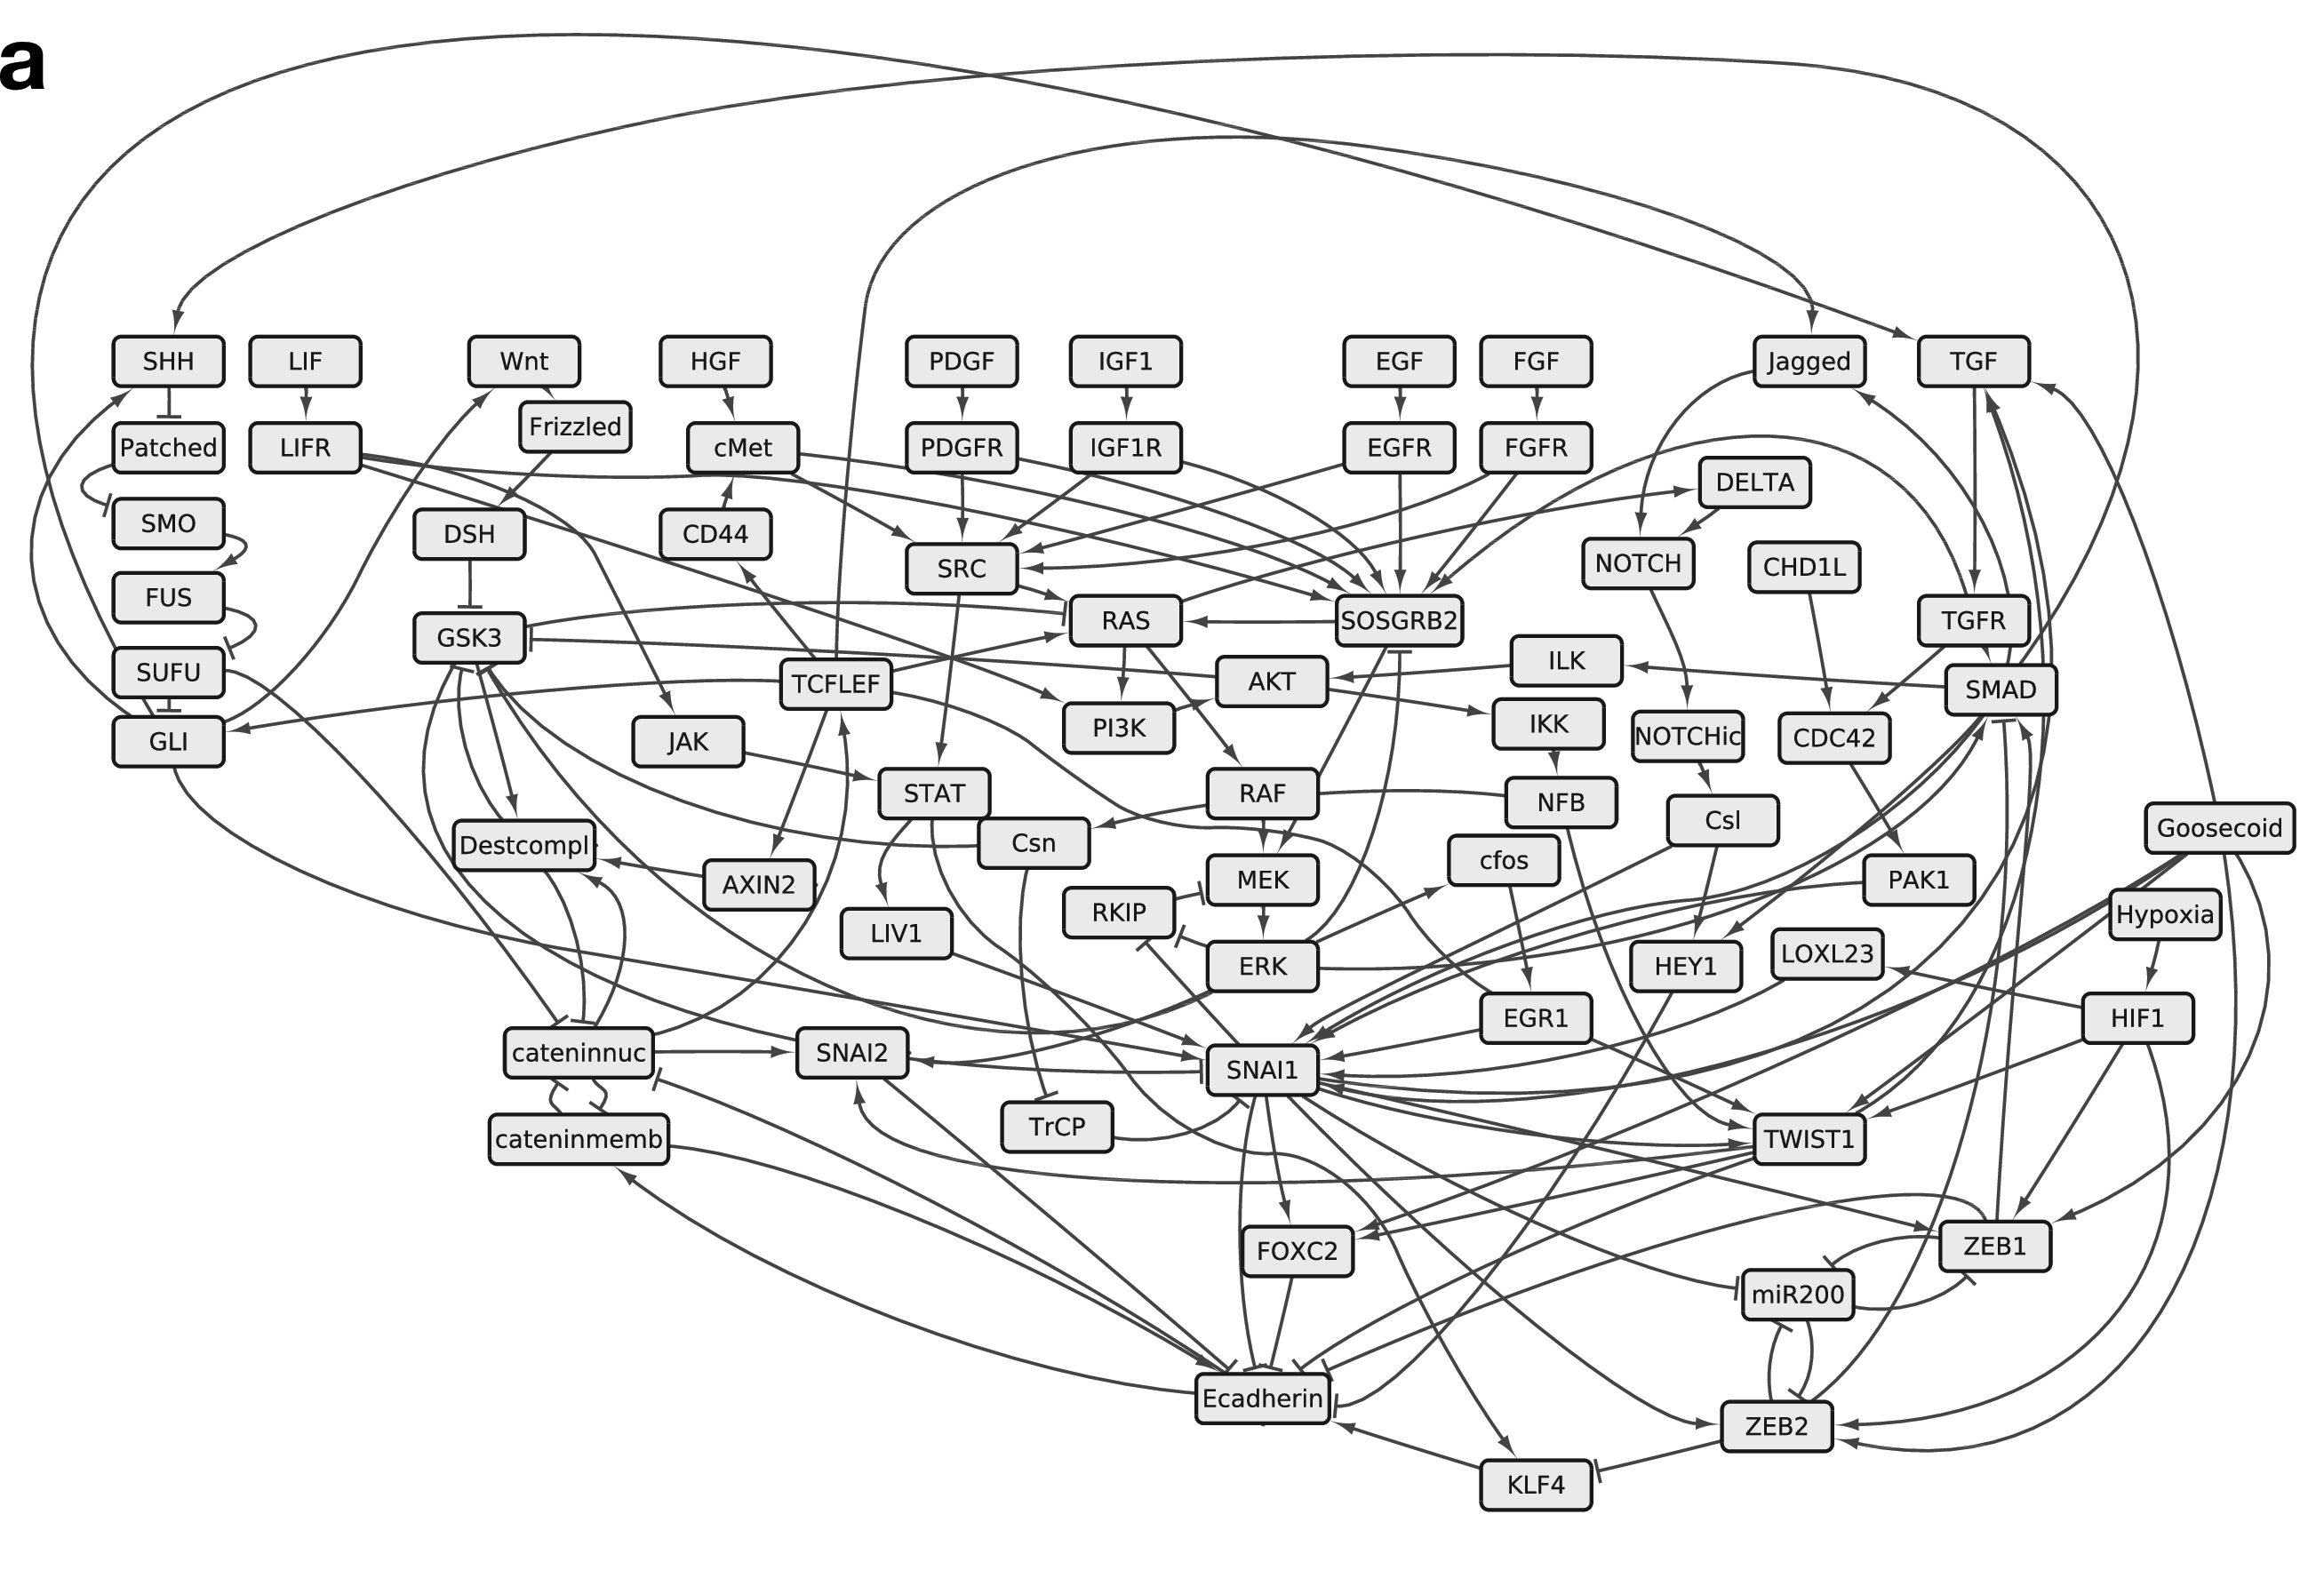 a
SHH
LIF
Wnt
HGF
PDGF
IGF1
EGF
FGF
Jagged
TGF
Frizzled
Patched
LIFR
cMet
PDGFR
IGF1R
EGFR
FGFR
DELTA
SMO
DSH
CD44
SRC
NOTCH
CHD1L
FUS
GSK3
RAS
SOSGRB2
TGFR
SUFU
TCFLEF
AKT
ILK
SMAD
GLI
JAK
PI3K
IKK
NOTCHic
CDC42
STAT
RAF
NFB
Csl
Goosecoid
Destcompl
Csn
cfos
AXIN2
MEK
PAK1
LIV1
RKIP
Hypoxia
ERK
HEY1
LOXL23
cateninnuc
SNAI2
SNAI1
EGR1
HIF1
cateninmemb
TrCP
TWIST1
FOXC2
ZEB1
miR200
Ecadherin
ZEB2
KLF4